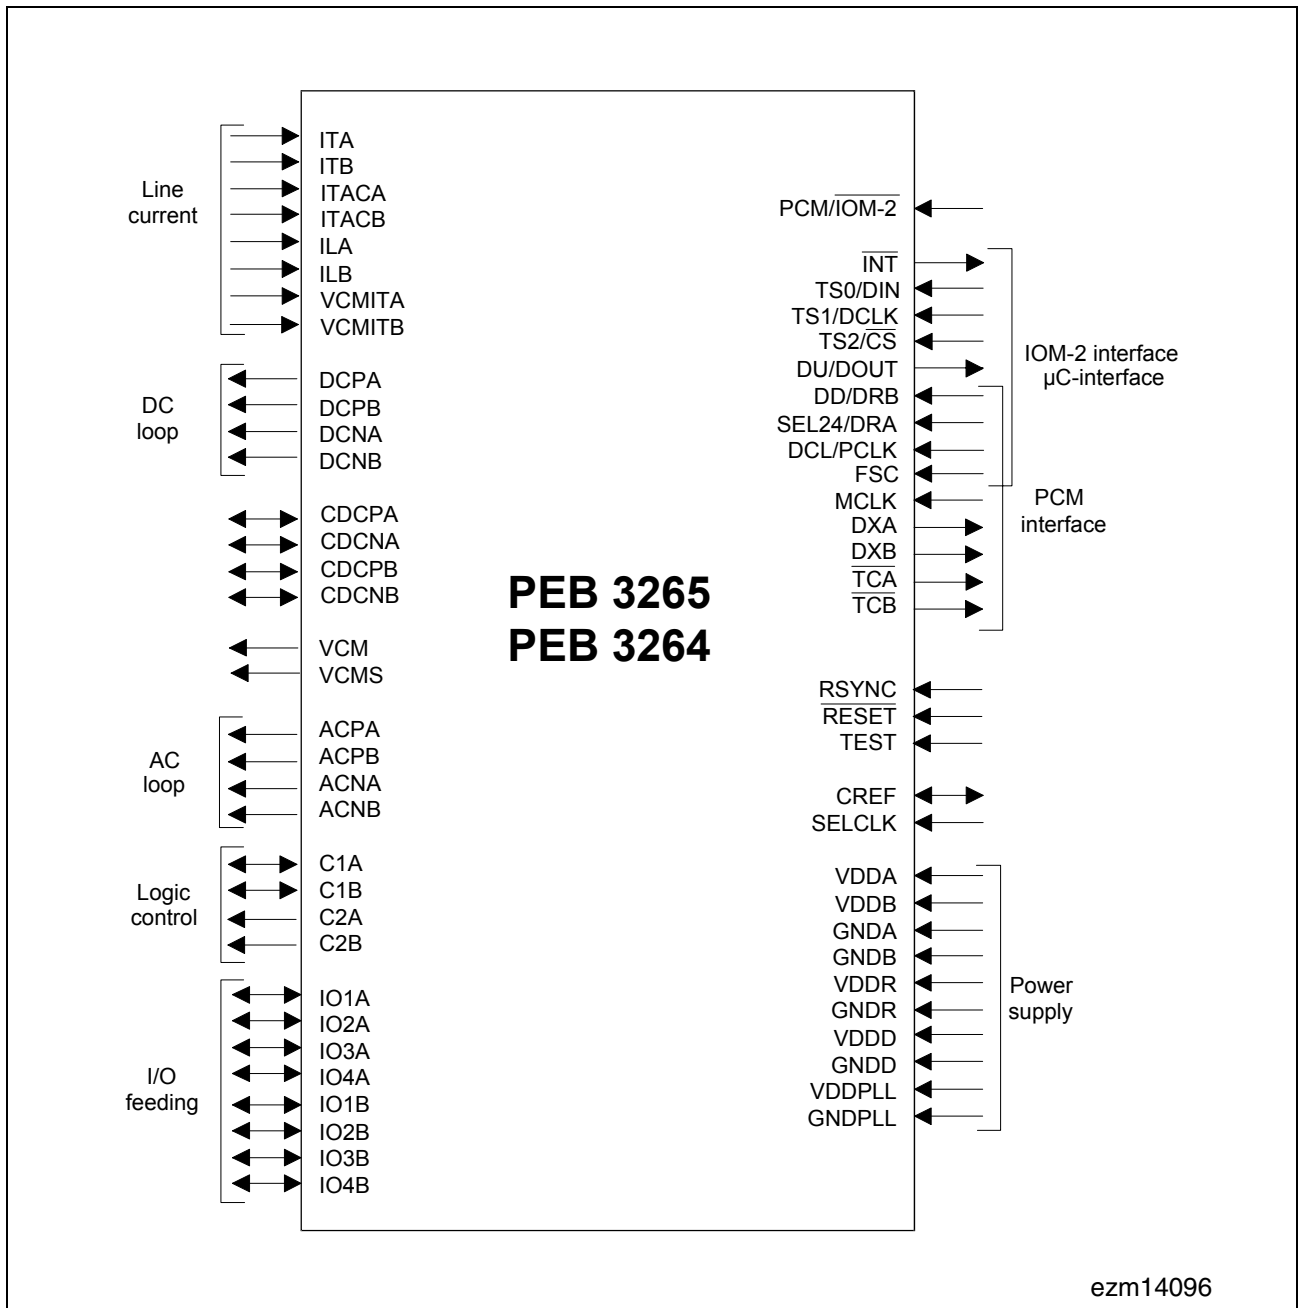 Line
current
ITA
ITB
ITACA
ITACB
ILA
ILB
VCMITA
VCMITB
DC
loop
DCPA
DCPB
DCNA
DCNB
CDCPA
CDCNA
CDCPB
CDCNB
VCM
VCMS
AC
loop
ACPA
ACPB
ACNA
ACNB
Logic
control
C1A
C1B
C2A
C2B
I/O
feeding
IO1A
IO2A
IO3A
IO4A
IO1B
IO2B
IO3B
IO4B
PEB 3265
PEB 3264
PCM/IOM-2
INT
TS0/DIN
TS1/DCLK
TS2/CS
DU/DOUT
DD/DRB
SEL24/DRA
DCL/PCLK
FSC
MCLK
DXA
DXB
TCA
TCB
IOM-2 interface
µC-interface
PCM
interface
RSYNC
RESET
TEST
CREF
SELCLK
VDDA
VDDB
GNDA
GNDB
VDDR
GNDR
VDDD
GNDD
VDDPLL
GNDPLL
Power
supply
ezm14096